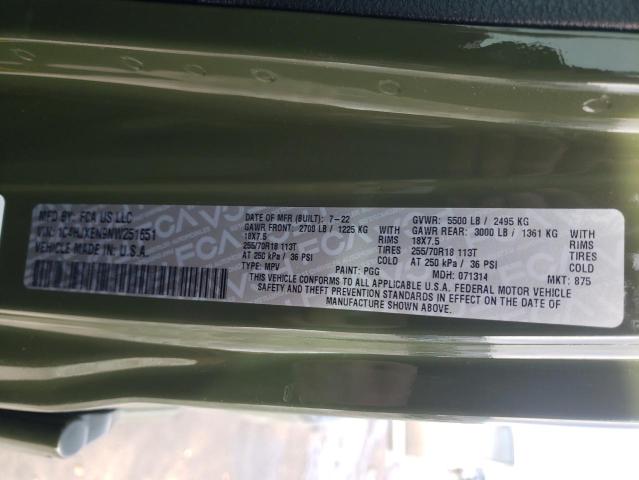 MFD BY: FCA US LLC
VIN: 1C4HJXEN9NW251651
VEHICLE MADE IN: U.S.A.
DATE OF MFR (BUILT): 7-22
GAWR FRONT: 2700 LB / 1225 KG WITH
18X7.5 RIMS
255/70R18 113T TIRES
AT 250 kPa / 36 PSI COLD
TYPE: MPV PAINT: PGG
GVWR: 5500 LB / 2495 KG
GAWR REAR: 3000 LB / 1361 KG WITH
18X7.5 RIMS
255/70R18 113T TIRES
AT 250 kPa / 36 PSI COLD
MDH: 071314 MKT: 875
THIS VEHICLE CONFORMS TO ALL APPLICABLE U.S.A. FEDERAL MOTOR VEHICLE
SAFETY AND THEFT PREVENTION STANDARDS IN EFFECT ON THE DATE OF
MANUFACTURE SHOWN ABOVE.